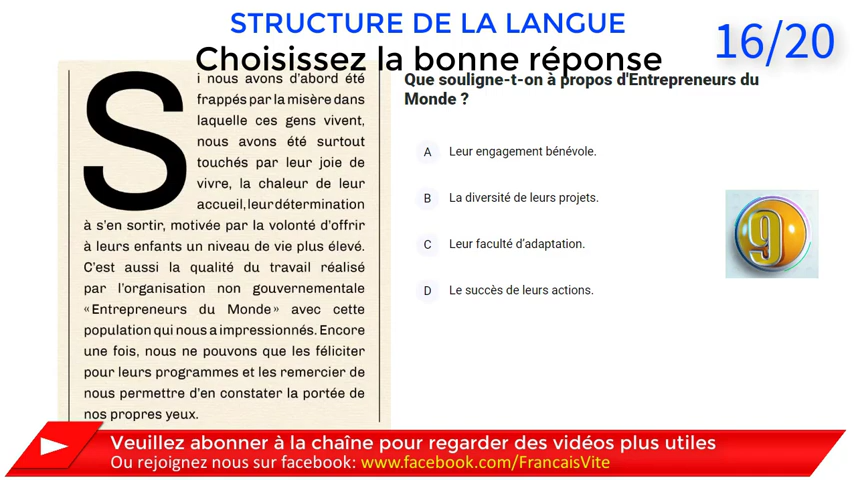 STRUCTURE DE LA LANGUE
Choisissez la bonne réponse
16/20
Si nous avons d'abord été
frappés par la misère dans
laquelle ces gens vivent,
nous avons été surtout
touchés par leur joie de
vivre, la chaleur de leur
accueil, leur détermination
à s'en sortir, motivée par la volonté d'offrir
à leurs enfants un niveau de vie plus élevé.
C'est aussi la qualité du travail réalisé
par l'organisation non gouvernementale
«Entrepreneurs du Monde» avec cette
population qui nous a impressionnés. Encore
une fois, nous ne pouvons que les féliciter
pour leurs programmes et les remercier de
nous permettre d'en constater la portée de
nos propres yeux.
Que souligne-t-on à propos d'Entrepreneurs du
Monde ?
A Leur engagement bénévole.
B La diversité de leurs projets.
C Leur faculté d'adaptation.
D Le succès de leurs actions.
9
Veuillez abonner à la chaîne pour regarder des vidéos plus utiles
Ou rejoignez nous sur facebook: www.facebook.com/FrancaisVite